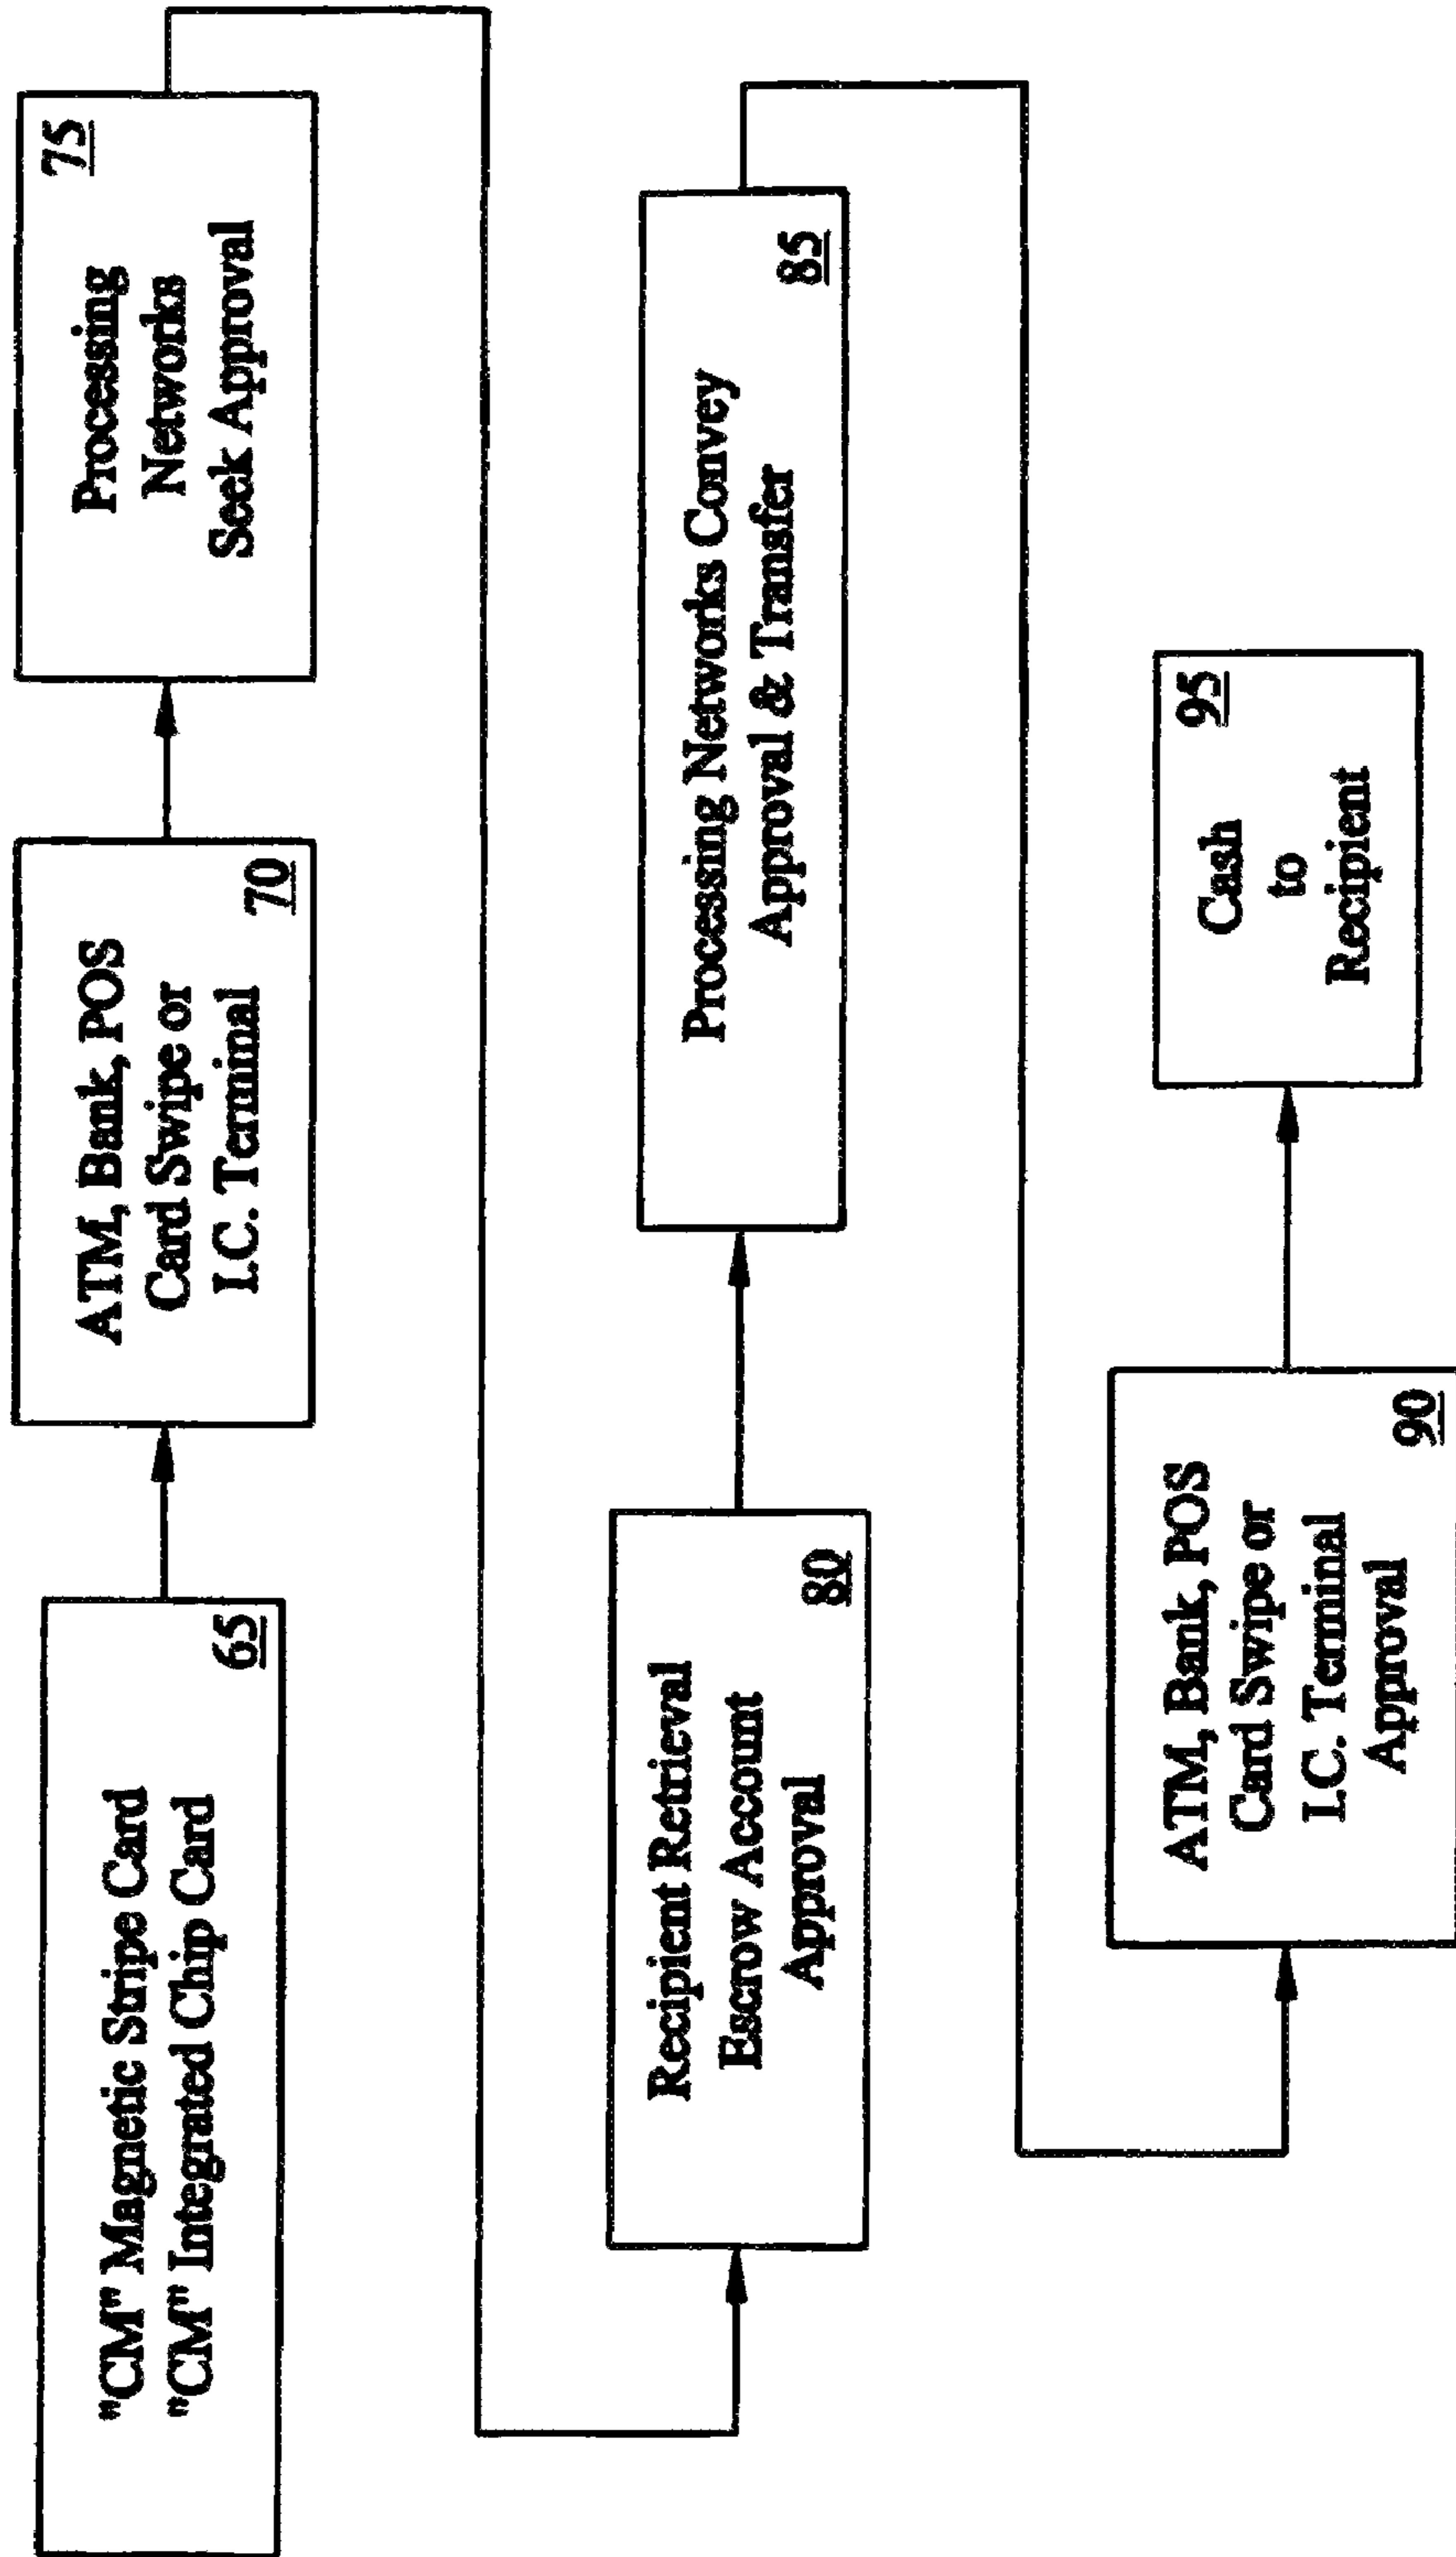 "CM" Magnetic Stripe Card
"CM" Integrated Chip Card
65
ATM, Bank, POS
Card Swipe or
I.C. Terminal
70
Processing
Networks
Seek Approval
75
Recipient Retrieval
Escrow Account
Approval
80
Processing Networks Convey
Approval & Transfer
85
ATM, Bank, POS
Card Swipe or
I.C. Terminal
Approval
90
Cash
to
Recipient
95